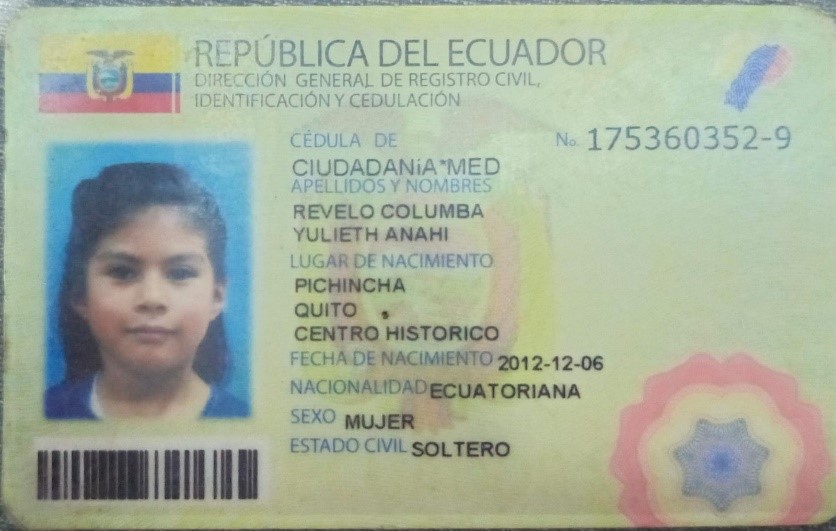 REPÚBLICA DEL ECUADOR
DIRECCIÓN GENERAL DE REGISTRO CIVIL,
IDENTIFICACIÓN Y CEDULACIÓN
CÉDULA DE No. 175360352-9
CIUDADANíA*MED
APELLIDOS Y NOMBRES
REVELO COLUMBA
YULIETH ANAHI
LUGAR DE NACIMIENTO
PICHINCHA
QUITO
CENTRO HISTORICO
FECHA DE NACIMIENTO 2012-12-06
NACIONALIDAD ECUATORIANA
SEXO MUJER
ESTADO CIVIL SOLTERO